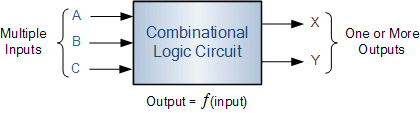 Multiple
Inputs
A
B
C
Combinational
Logic Circuit
X
Y
One or More
Outputs
Output = f(input)